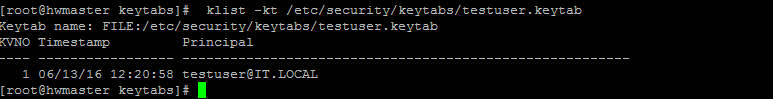 [root@hwmaster keytabs]#  klist -kt /etc/security/keytabs/testuser.keytab
Keytab name: FILE:/etc/security/keytabs/testuser.keytab
KVNO Timestamp         Principal
---- ----------------- --------------------------------------------------------
   1 06/13/16 12:20:58 testuser@IT.LOCAL
[root@hwmaster keytabs]#